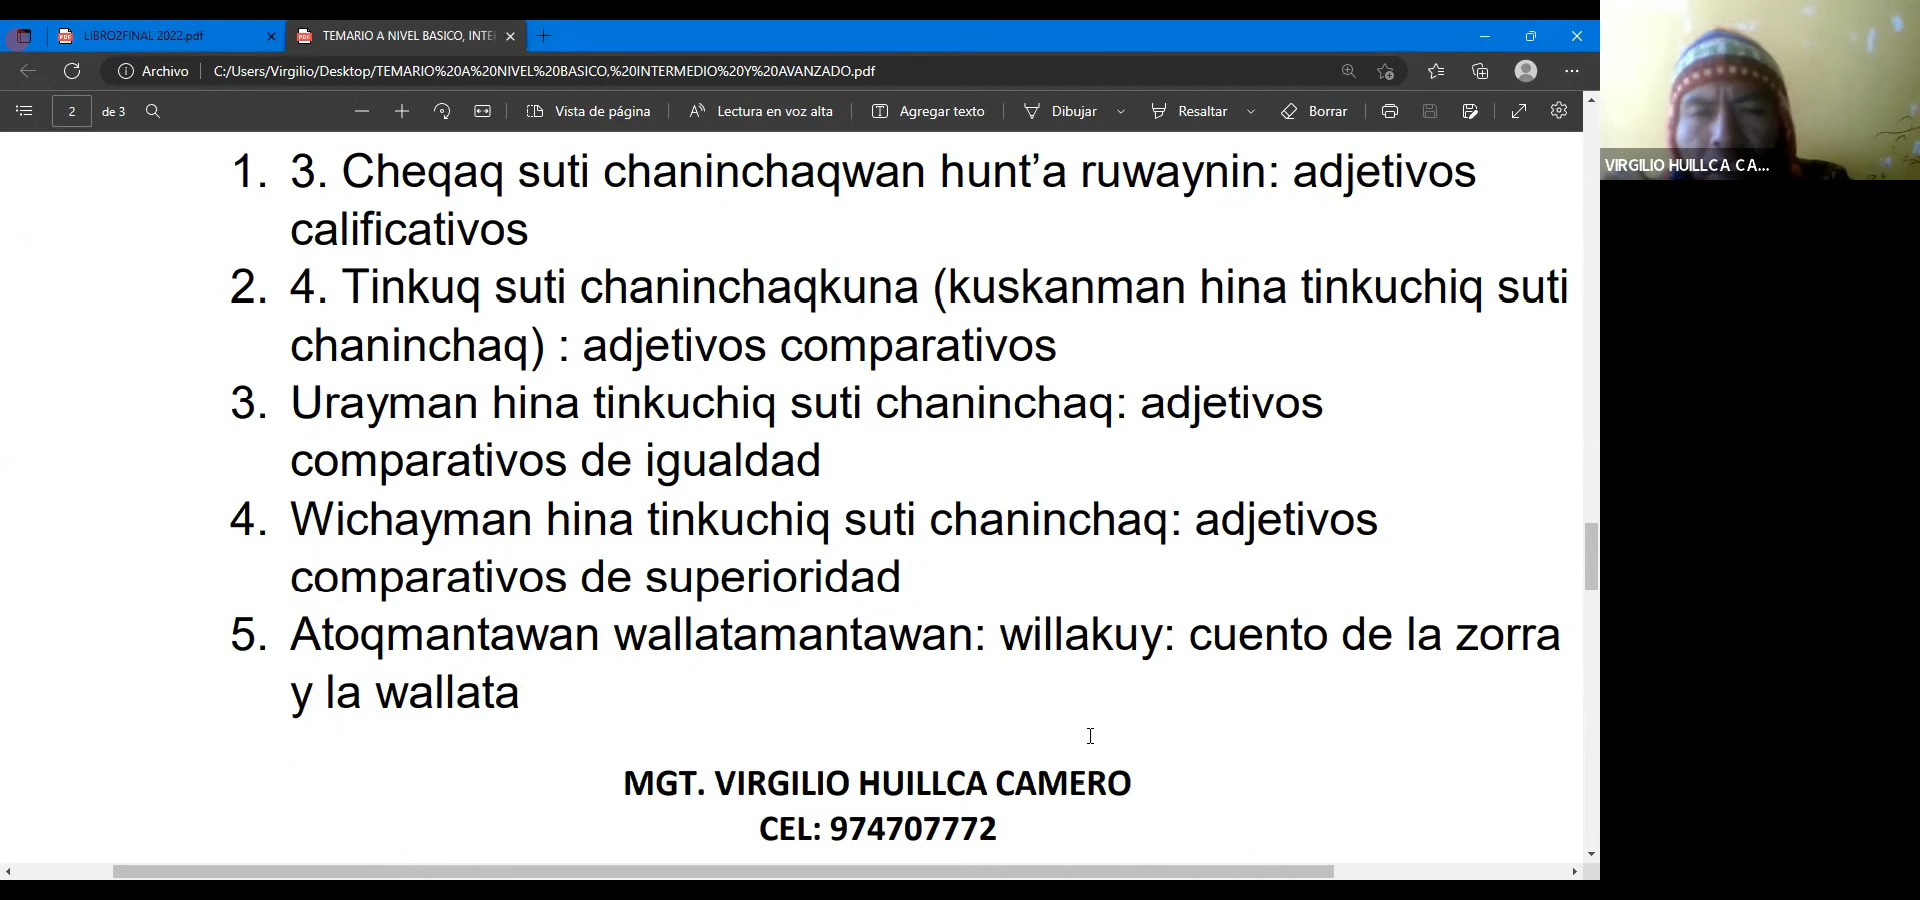 LIBRO2FINAL 2022.pdf
TEMARIO A NIVEL BASICO, INTE
Archivo
C:/Users/Virgilio/Desktop/TEMARIO%20A%20NIVEL%20BASICO,%20INTERMEDIO%20Y%20AVANZADO.pdf
2 de 3
Vista de página
Lectura en voz alta
Agregar texto
Dibujar
Resaltar
Borrar
VIRGILIO HUILLCA CA...
1. 3. Cheqaq suti chaninchaqwan hunt’a ruwaynin: adjetivos
calificativos
2. 4. Tinkuq suti chaninchaqkuna (kuskanman hina tinkuchiq suti
chaninchaq) : adjetivos comparativos
3. Urayman hina tinkuchiq suti chaninchaq: adjetivos
comparativos de igualdad
4. Wichayman hina tinkuchiq suti chaninchaq: adjetivos
comparativos de superioridad
5. Atoqmantawan wallatamantawan: willakuy: cuento de la zorra
y la wallata
MGT. VIRGILIO HUILLCA CAMERO
CEL: 974707772